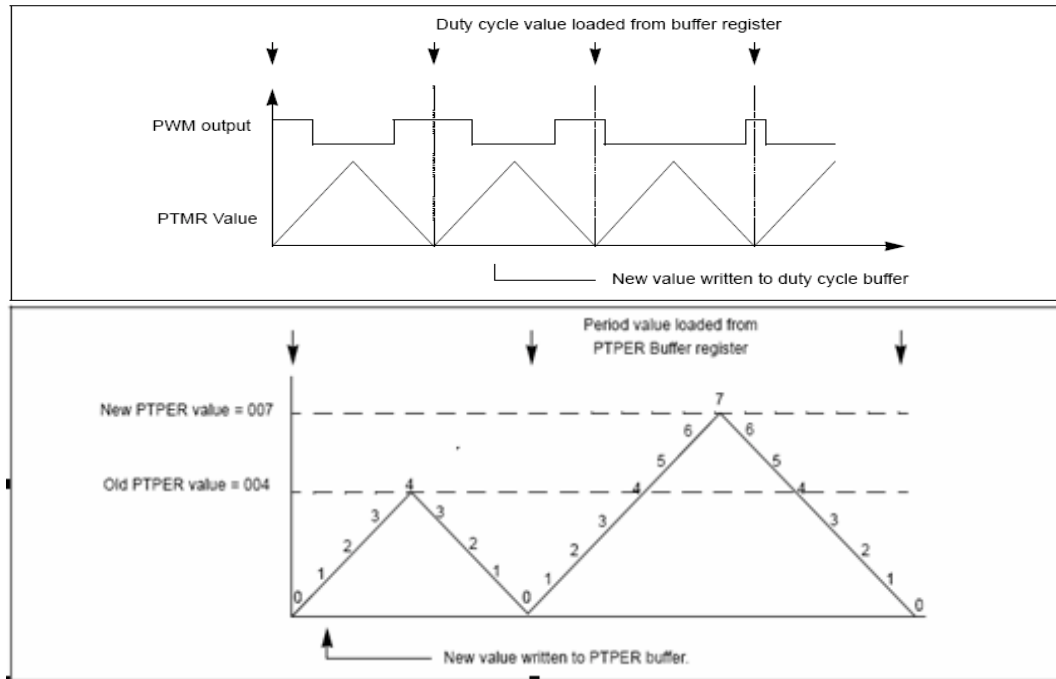 Duty cycle value loaded from buffer register
PWM output
PTMR Value
New value written to duty cycle buffer
Period value loaded from
PTPER Buffer register
New PTPER value = 007
7
6 6
5 5
Old PTPER value = 004
4 4 4
3 3 3 3
2 2 2 2
1 1 1 1
0 0 0
New value written to PTPER buffer.